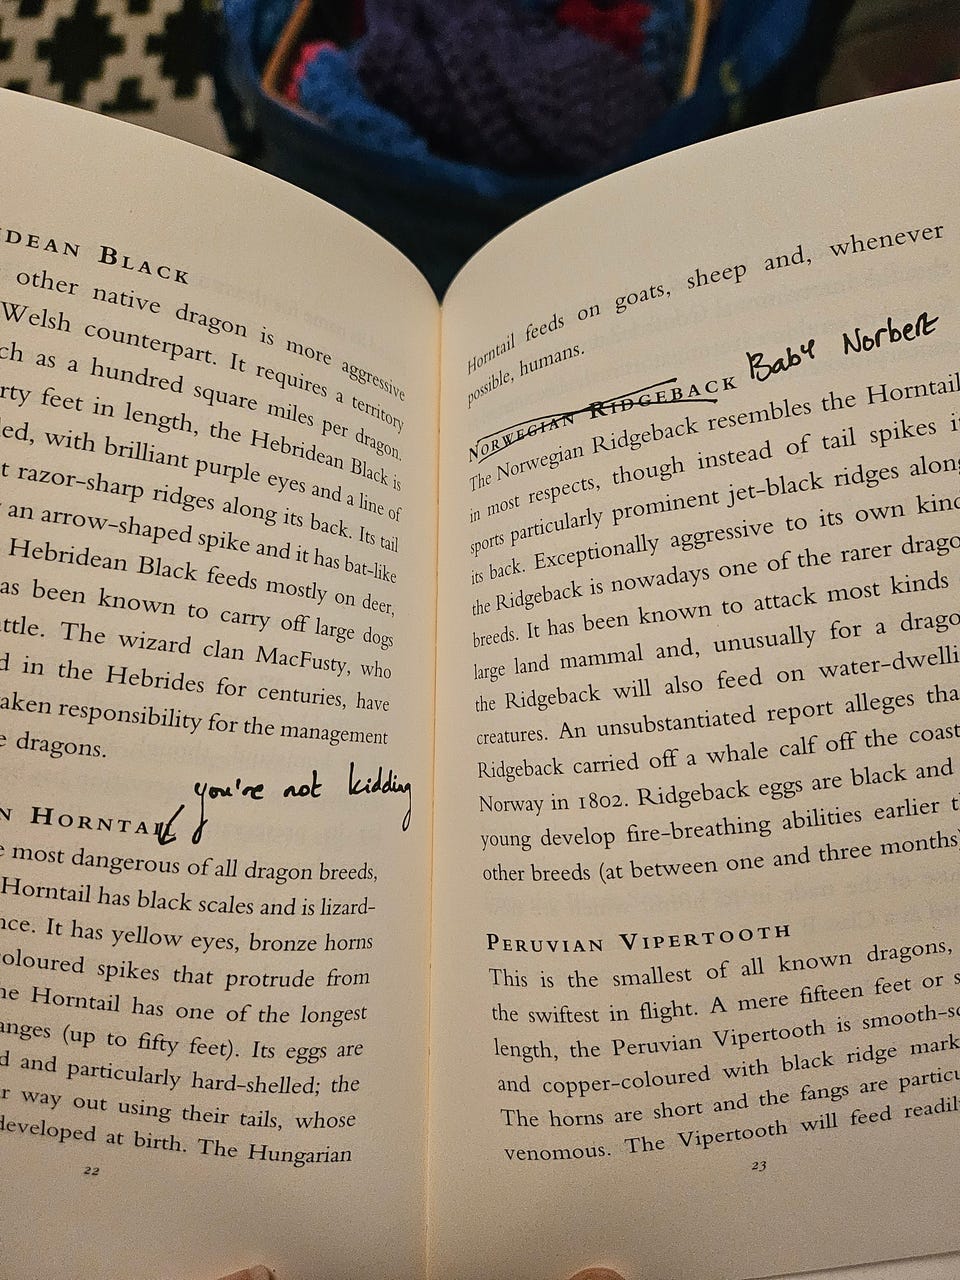 DEAN BLACK
other native dragon is more aggressive
Welsh counterpart. It requires a territory
ch as a hundred square miles per dragon.
rty feet in length, the Hebridean Black is
led, with brilliant purple eyes and a line of
t razor-sharp ridges along its back. Its tail
an arrow-shaped spike and it has bat-like
Hebridean Black feeds mostly on deer,
as been known to carry off large dogs
ttle. The wizard clan MacFusty, who
d in the Hebrides for centuries, have
aken responsibility for the management
e dragons.
you're not kidding
N HORNTAIL
e most dangerous of all dragon breeds,
Horntail has black scales and is lizard-
nce. It has yellow eyes, bronze horns
oloured spikes that protrude from
he Horntail has one of the longest
anges (up to fifty feet). Its eggs are
d and particularly hard-shelled; the
r way out using their tails, whose
developed at birth. The Hungarian
22
Horntail feeds on goats, sheep and, whenever
possible, humans.
NORWEGIAN RIDGEBACK Baby Norbert
The Norwegian Ridgeback resembles the Horntail
in most respects, though instead of tail spikes i
sports particularly prominent jet-black ridges along
its back. Exceptionally aggressive to its own kind
the Ridgeback is nowadays one of the rarer drago
breeds. It has been known to attack most kinds
large land mammal and, unusually for a drago
the Ridgeback will also feed on water-dwelli
creatures. An unsubstantiated report alleges tha
Ridgeback carried off a whale calf off the coast
Norway in 1802. Ridgeback eggs are black and
young develop fire-breathing abilities earlier t
other breeds (at between one and three months)
PERUVIAN VIPERTOOTH
This is the smallest of all known dragons,
the swiftest in flight. A mere fifteen feet or s
length, the Peruvian Vipertooth is smooth-sc
and copper-coloured with black ridge mark
The horns are short and the fangs are particu
venomous. The Vipertooth will feed readil
23